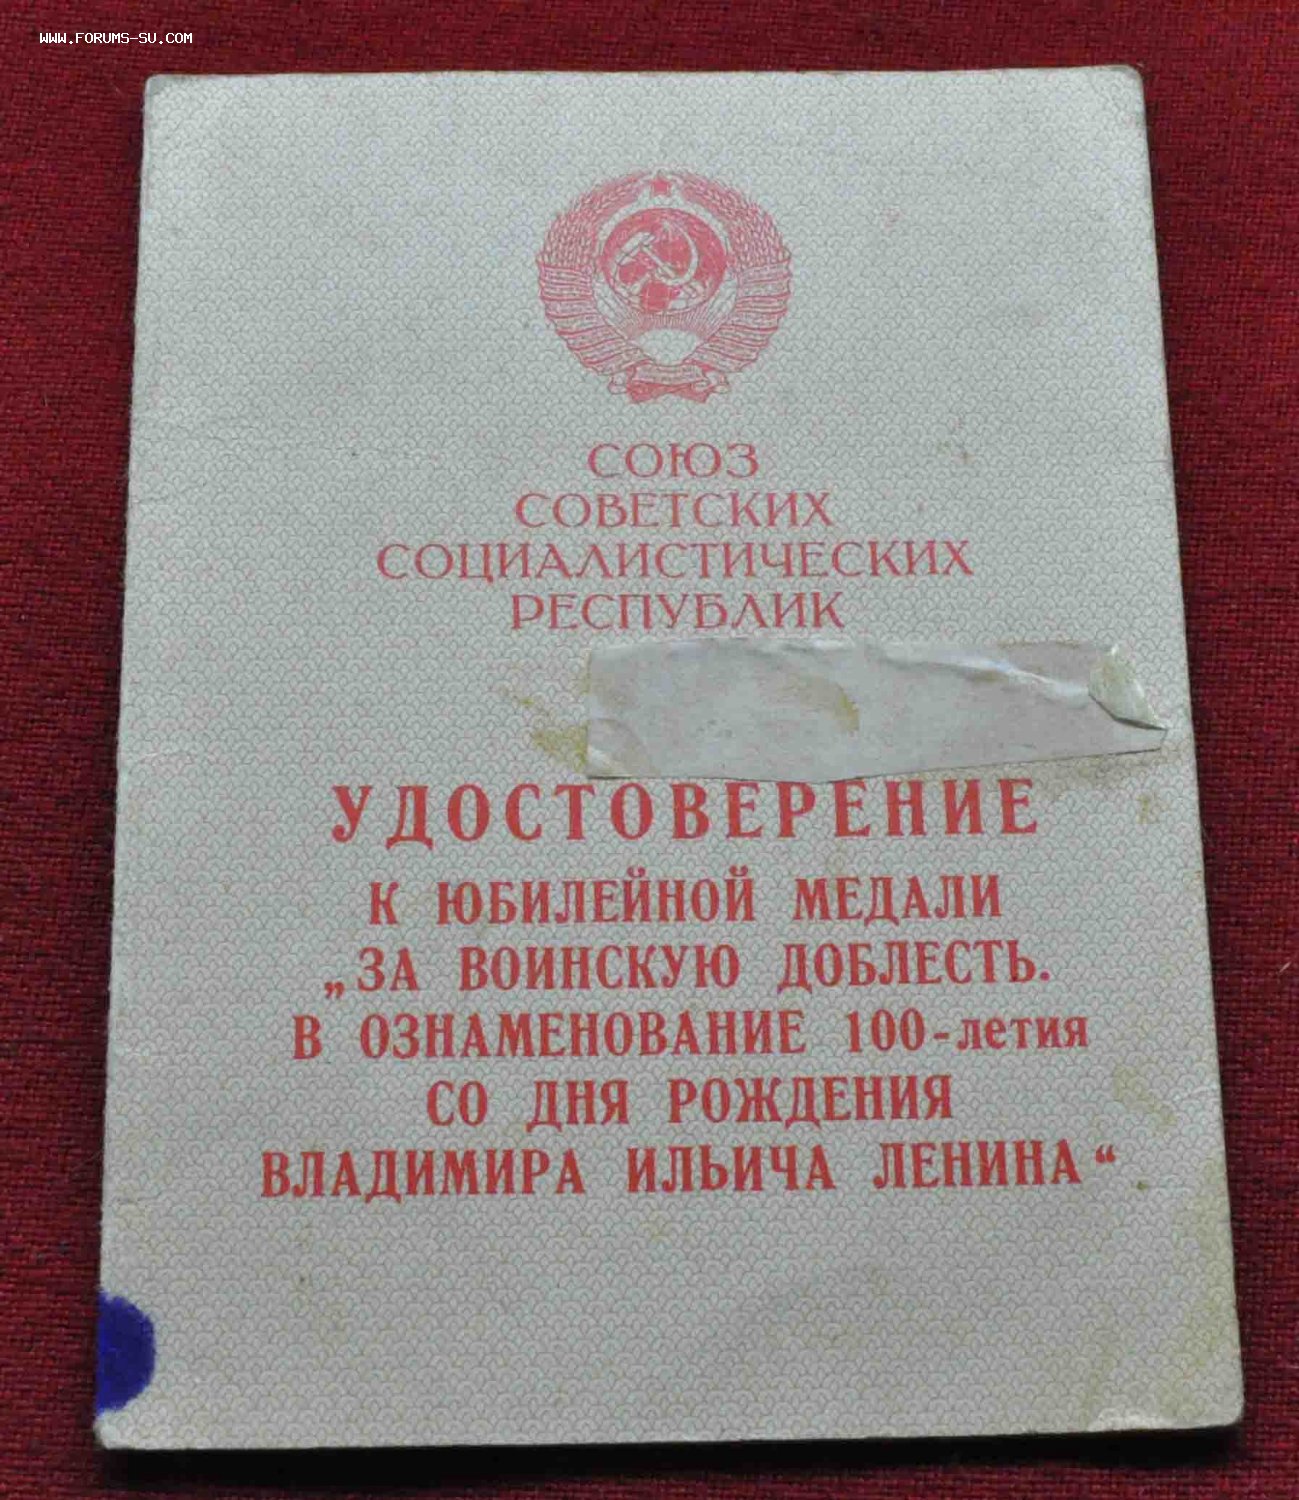 WWW.FORUMS-SU.COM
СОЮЗ
СОВЕТСКИХ
СОЦИАЛИСТИЧЕСКИХ
РЕСПУБЛИК
УДОСТОВЕРЕНИЕ
К ЮБИЛЕЙНОЙ МЕДАЛИ
„ЗА ВОИНСКУЮ ДОБЛЕСТЬ.
В ОЗНАМЕНОВАНИЕ 100-летия
СО ДНЯ РОЖДЕНИЯ
ВЛАДИМИРА ИЛЬИЧА ЛЕНИНА“